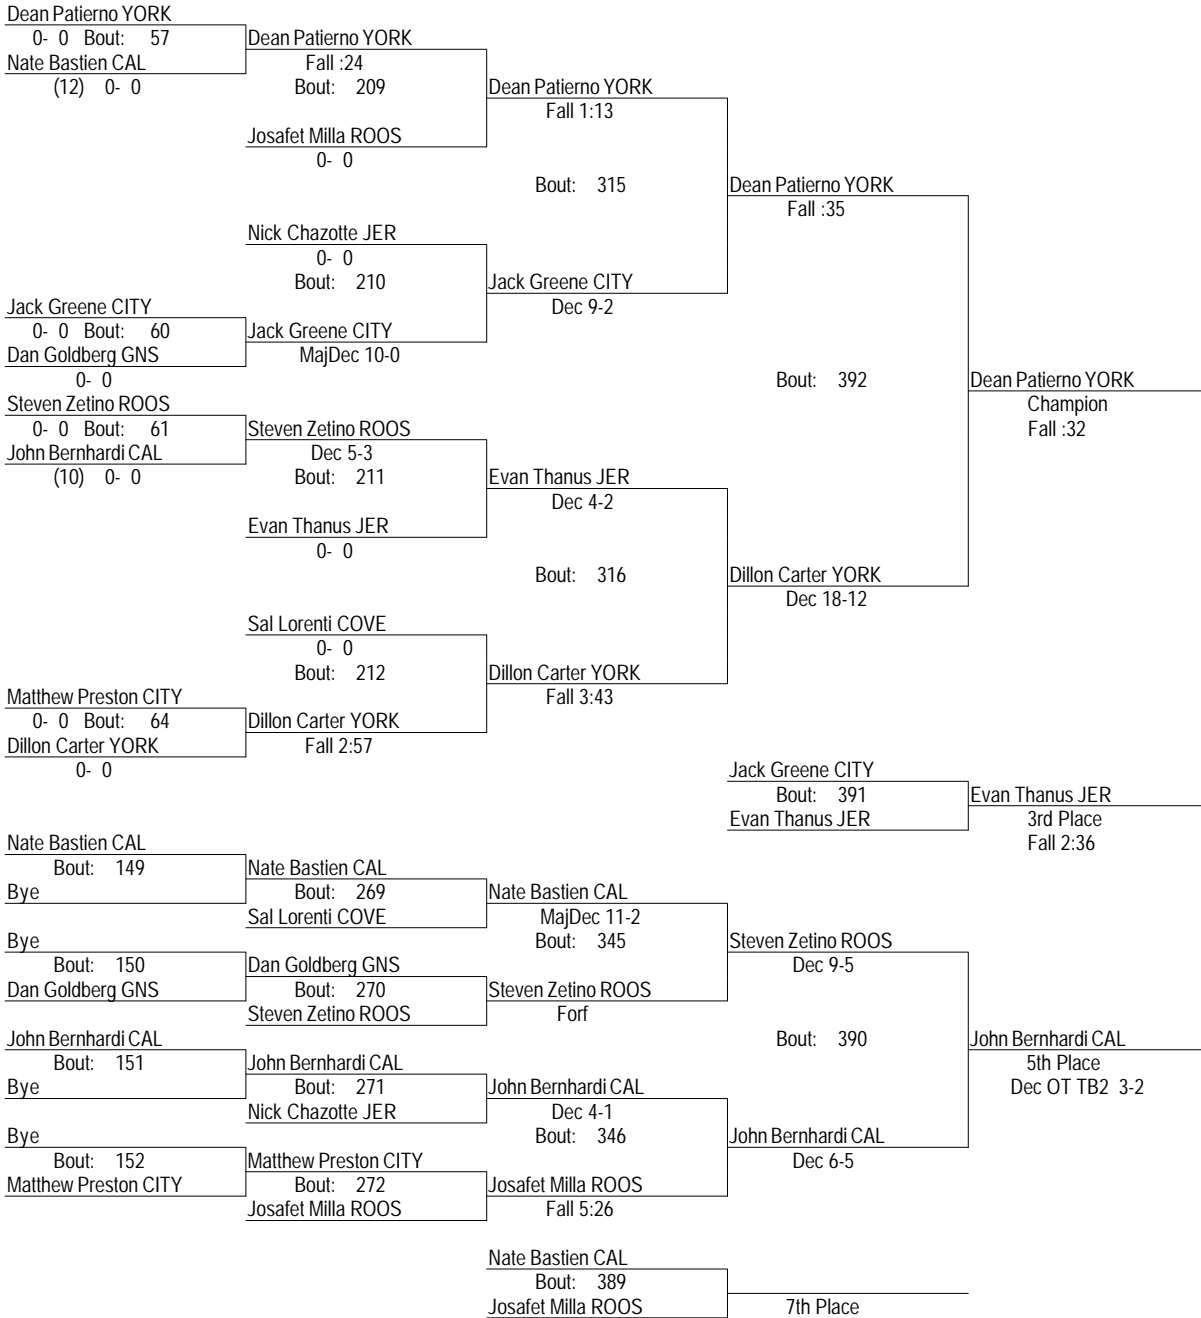 Dean Patierno YORK
0- 0 Bout: 57
Dean Patierno YORK
Nate Bastien CAL
Fall :24
(12) 0- 0
Bout: 209
Dean Patierno YORK
Fall 1:13
Josafet Milla ROOS
0- 0
Bout: 315
Dean Patierno YORK
Fall :35
Nick Chazotte JER
0- 0
Bout: 210
Jack Greene CITY
Jack Greene CITY
Dec 9-2
0- 0 Bout: 60
Jack Greene CITY
Dan Goldberg GNS
MajDec 10-0
0- 0
Bout: 392
Dean Patierno YORK
Steven Zetino ROOS
Champion
0- 0 Bout: 61
Steven Zetino ROOS
Fall :32
John Bernhardi CAL
Dec 5-3
(10) 0- 0
Bout: 211
Evan Thanus JER
Dec 4-2
Evan Thanus JER
0- 0
Bout: 316
Dillon Carter YORK
Dec 18-12
Sal Lorenti COVE
0- 0
Bout: 212
Dillon Carter YORK
Matthew Preston CITY
Fall 3:43
0- 0 Bout: 64
Dillon Carter YORK
Dillon Carter YORK
Fall 2:57
0- 0
Jack Greene CITY
Bout: 391
Evan Thanus JER
Evan Thanus JER
3rd Place
Fall 2:36
Nate Bastien CAL
Bout: 149
Nate Bastien CAL
Bye
Bout: 269
Nate Bastien CAL
Sal Lorenti COVE
MajDec 11-2
Bye
Bout: 345
Steven Zetino ROOS
Bout: 150
Dan Goldberg GNS
Dec 9-5
Dan Goldberg GNS
Bout: 270
Steven Zetino ROOS
Steven Zetino ROOS
Forf
John Bernhardi CAL
Bout: 390
John Bernhardi CAL
Bout: 151
John Bernhardi CAL
5th Place
Bye
Bout: 271
John Bernhardi CAL
Dec OT TB2 3-2
Nick Chazotte JER
Dec 4-1
Bye
Bout: 346
John Bernhardi CAL
Bout: 152
Matthew Preston CITY
Dec 6-5
Matthew Preston CITY
Bout: 272
Josafet Milla ROOS
Josafet Milla ROOS
Fall 5:26
Nate Bastien CAL
Bout: 389
Josafet Milla ROOS
7th Place